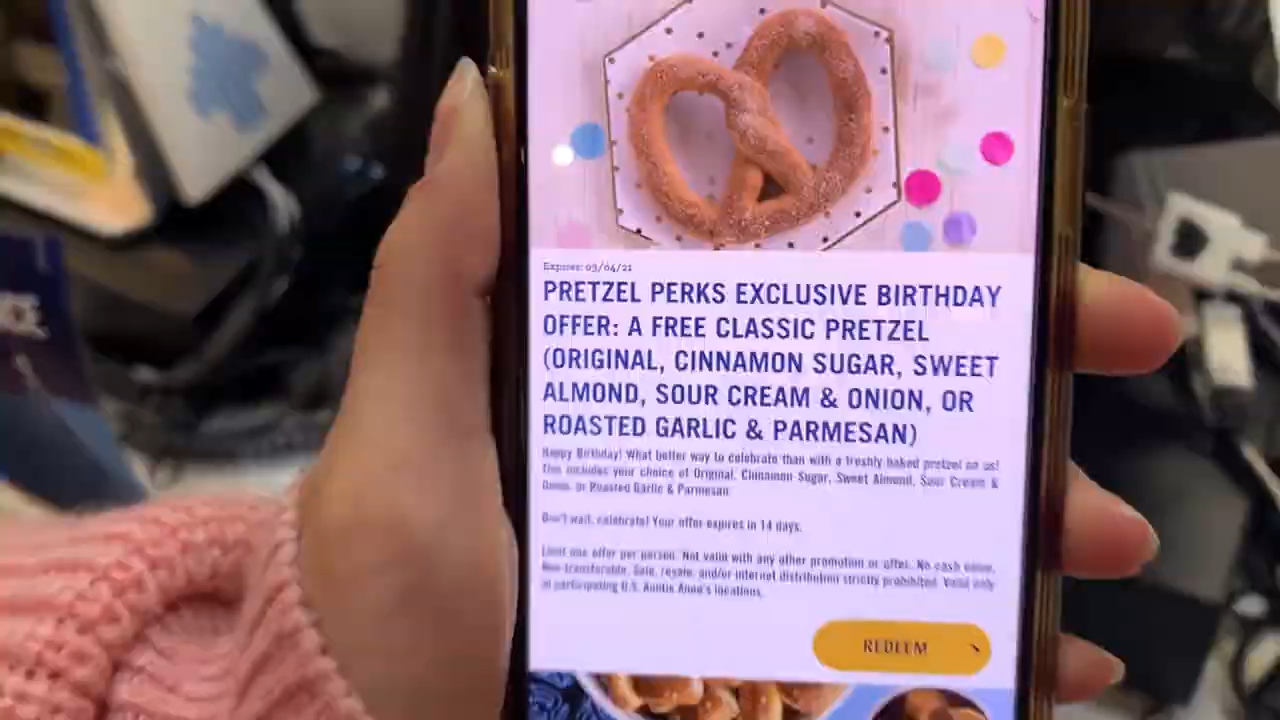 Expires: 03/04/21
PRETZEL PERKS EXCLUSIVE BIRTHDAY
OFFER: A FREE CLASSIC PRETZEL
(ORIGINAL, CINNAMON SUGAR, SWEET
ALMOND, SOUR CREAM & ONION, OR
ROASTED GARLIC & PARMESAN)
Happy Birthday! What better way to celebrate than with a freshly baked pretzel on us!
This includes your choice of Original, Cinnamon Sugar, Sweet Almond, Sour Cream &
Onion, or Roasted Garlic & Parmesan
Don't wait, celebrate! Your offer expires in 14 days.
Limit one offer per person. Not valid with any other promotion or offer. No cash value.
Non-transferable. Sale, resale, and/or internet distribution strictly prohibited. Valid only
at participating U.S. Auntie Anne's locations.
REDEEM